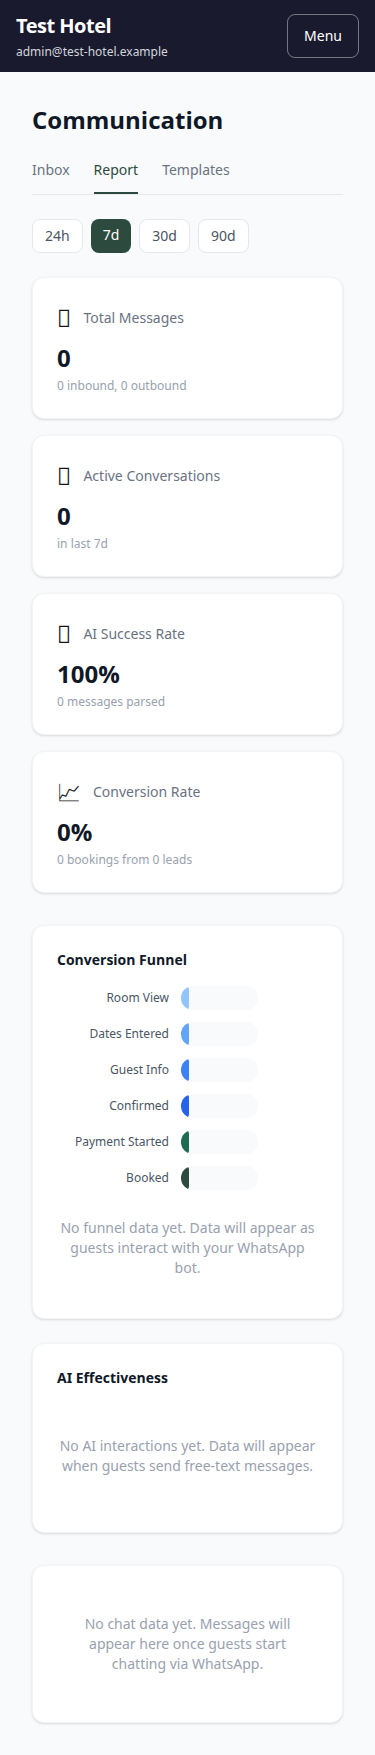 Test Hotel
admin@test-hotel.example
Menu
Communication
Inbox Report Templates
24h 7d 30d 90d
Total Messages
0
0 inbound, 0 outbound
Active Conversations
0
in last 7d
AI Success Rate
100%
0 messages parsed
Conversion Rate
0%
0 bookings from 0 leads
Conversion Funnel
Room View
Dates Entered
Guest Info
Confirmed
Payment Started
Booked
No funnel data yet. Data will appear as
guests interact with your WhatsApp
bot.
AI Effectiveness
No AI interactions yet. Data will appear
when guests send free-text messages.
No chat data yet. Messages will
appear here once guests start
chatting via WhatsApp.